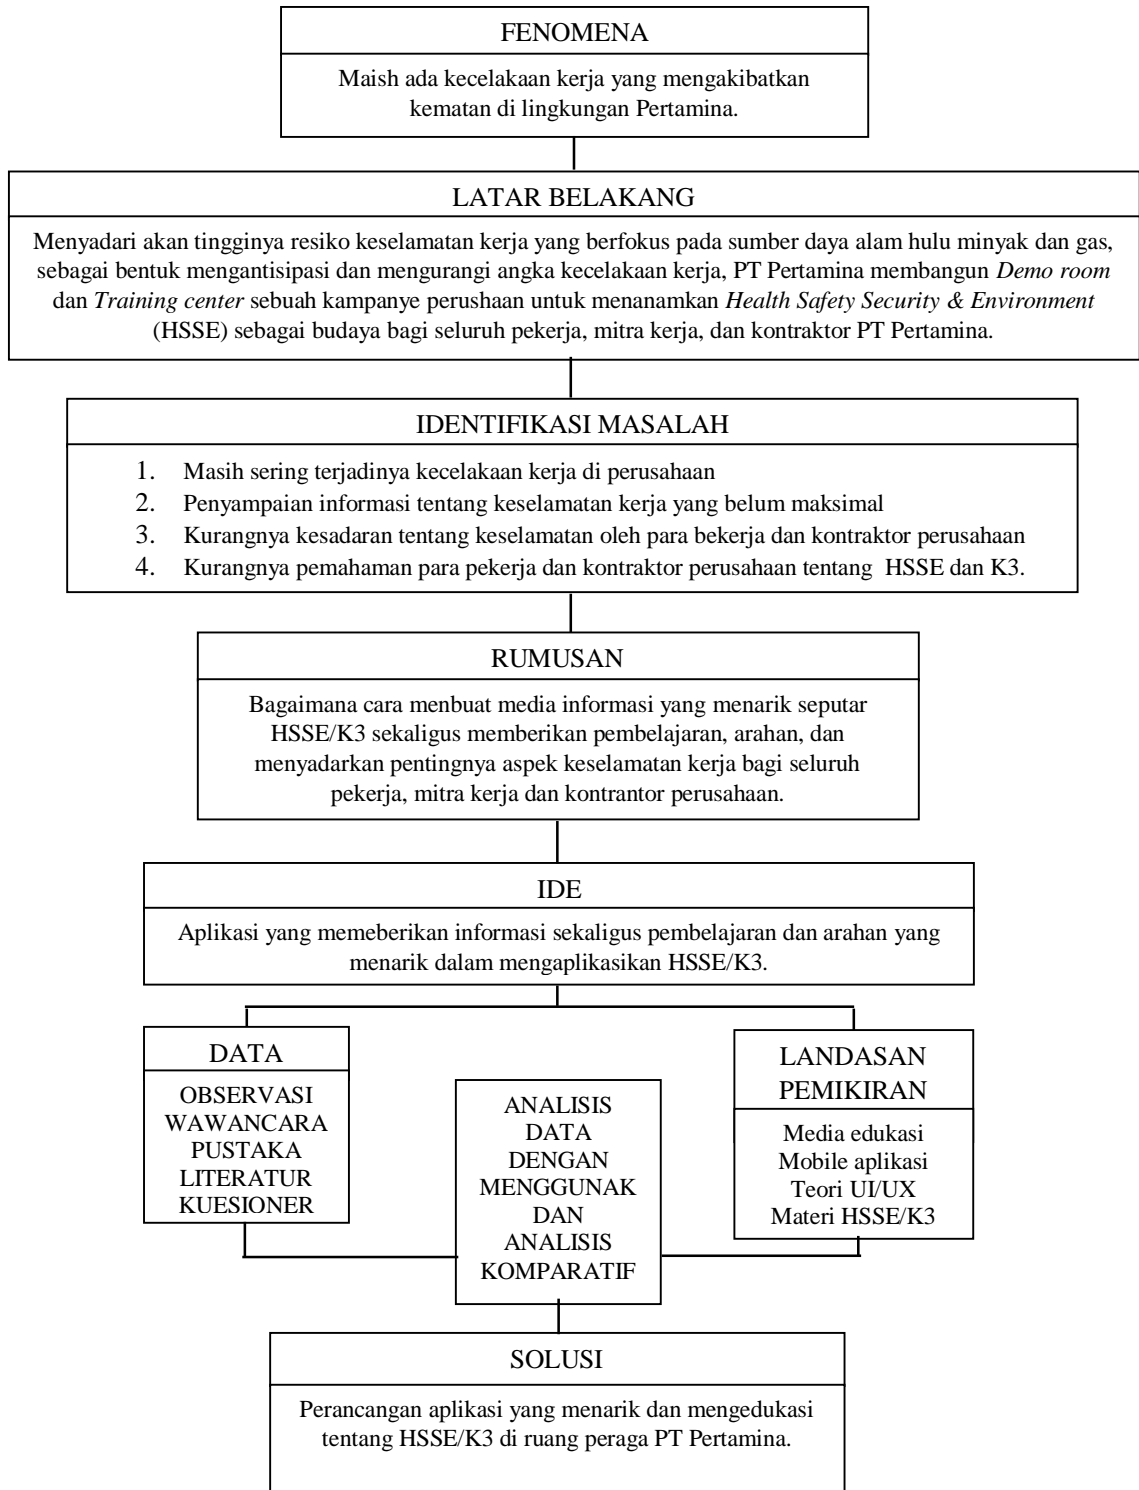 FENOMENA
Maish ada kecelakaan kerja yang mengakibatkan
kematan di lingkungan Pertamina.
LATAR BELAKANG
Menyadari akan tingginya resiko keselamatan kerja yang berfokus pada sumber daya alam hulu minyak dan gas,
sebagai bentuk mengantisipasi dan mengurangi angka kecelakaan kerja, PT Pertamina membangun Demo room
dan Training center sebuah kampanye perushaan untuk menanamkan Health Safety Security & Environment
(HSSE) sebagai budaya bagi seluruh pekerja, mitra kerja, dan kontraktor PT Pertamina.
IDENTIFIKASI MASALAH
1. Masih sering terjadinya kecelakaan kerja di perusahaan
2. Penyampaian informasi tentang keselamatan kerja yang belum maksimal
3. Kurangnya kesadaran tentang keselamatan oleh para bekerja dan kontraktor perusahaan
4. Kurangnya pemahaman para pekerja dan kontraktor perusahaan tentang HSSE dan K3.
RUMUSAN
Bagaimana cara menbuat media informasi yang menarik seputar
HSSE/K3 sekaligus memberikan pembelajaran, arahan, dan
menyadarkan pentingnya aspek keselamatan kerja bagi seluruh
pekerja, mitra kerja dan kontrantor perusahaan.
IDE
Aplikasi yang memeberikan informasi sekaligus pembelajaran dan arahan yang
menarik dalam mengaplikasikan HSSE/K3.
DATA
OBSERVASI
WAWANCARA
PUSTAKA
LITERATUR
KUESIONER
ANALISIS
DATA
DENGAN
MENGGUNAK
DAN
ANALISIS
KOMPARATIF
LANDASAN
PEMIKIRAN
Media edukasi
Mobile aplikasi
Teori UI/UX
Materi HSSE/K3
SOLUSI
Perancangan aplikasi yang menarik dan mengedukasi
tentang HSSE/K3 di ruang peraga PT Pertamina.